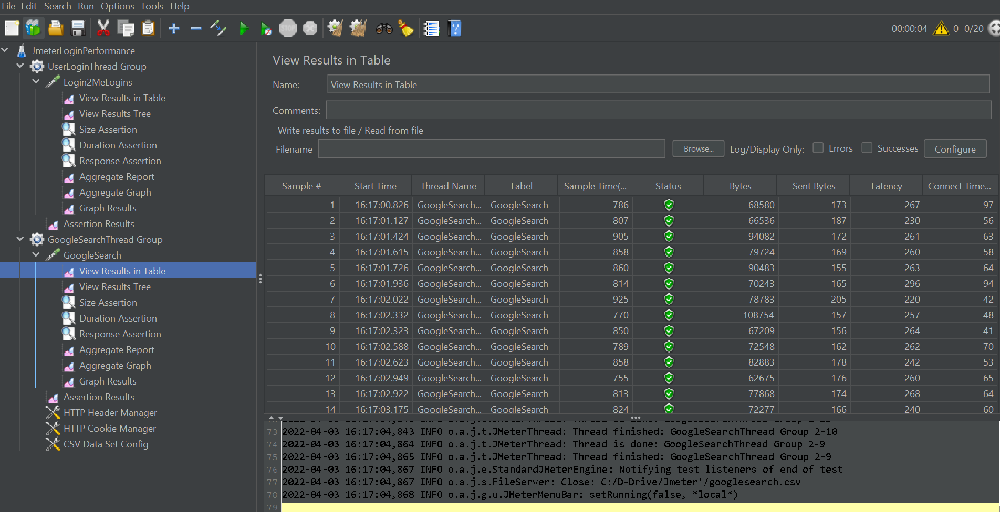 File Edit Search Run Options Tools Help
STOP
00:00:04 0 0/20
JmeterLoginPerformance
UserLoginThread Group
Login2MeLogins
View Results in Table
View Results Tree
Size Assertion
Duration Assertion
Response Assertion
Aggregate Report
Aggregate Graph
Graph Results
Assertion Results
GoogleSearchThread Group
GoogleSearch
View Results in Table
View Results Tree
Size Assertion
Duration Assertion
Response Assertion
Aggregate Report
Aggregate Graph
Graph Results
Assertion Results
HTTP Header Manager
HTTP Cookie Manager
CSV Data Set Config
View Results in Table
Name: View Results in Table
Comments:
Write results to file / Read from file
Filename Browse... Log/Display Only: Errors Successes Configure
Sample # Start Time Thread Name Label Sample Time(... Status Bytes Sent Bytes Latency Connect Time...
1 16:17:00.826 GoogleSearch... GoogleSearch 786 68580 173 267 97
2 16:17:01.127 GoogleSearch... GoogleSearch 807 66536 187 230 56
3 16:17:01.424 GoogleSearch... GoogleSearch 905 94082 172 261 63
4 16:17:01.615 GoogleSearch... GoogleSearch 858 79724 169 260 58
5 16:17:01.726 GoogleSearch... GoogleSearch 860 90483 155 263 64
6 16:17:01.936 GoogleSearch... GoogleSearch 814 70243 165 296 94
7 16:17:02.022 GoogleSearch... GoogleSearch 925 78783 205 220 42
8 16:17:02.332 GoogleSearch... GoogleSearch 770 108754 157 257 48
9 16:17:02.323 GoogleSearch... GoogleSearch 850 67209 156 264 41
10 16:17:02.588 GoogleSearch... GoogleSearch 789 72548 162 262 70
11 16:17:02.623 GoogleSearch... GoogleSearch 858 82883 178 242 53
12 16:17:02.949 GoogleSearch... GoogleSearch 755 62675 176 260 65
13 16:17:02.922 GoogleSearch... GoogleSearch 813 77868 174 268 64
14 16:17:03.175 GoogleSearch... GoogleSearch 824 72277 166 240 60
73 2022-04-03 16:17:04,843 INFO o.a.j.t.JMeterThread: Thread finished: GoogleSearchThread Group 2-10
74 2022-04-03 16:17:04,864 INFO o.a.j.t.JMeterThread: Thread is done: GoogleSearchThread Group 2-9
75 2022-04-03 16:17:04,865 INFO o.a.j.t.JMeterThread: Thread finished: GoogleSearchThread Group 2-9
76 2022-04-03 16:17:04,867 INFO o.a.j.e.StandardJMeterEngine: Notifying test listeners of end of test
77 2022-04-03 16:17:04,867 INFO o.a.j.s.FileServer: Close: C:/D-Drive/Jmeter'/googlesearch.csv
78 2022-04-03 16:17:04,868 INFO o.a.j.g.u.JMeterMenuBar: setRunning(false, *local*)
79